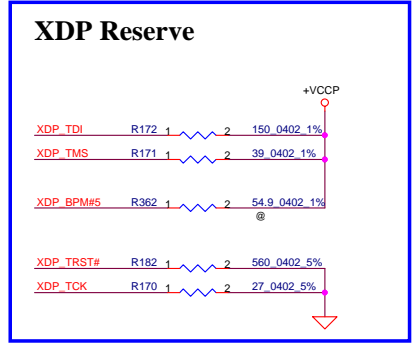 XDP Reserve
+VCCP
XDP_TDI R172 1 2 150_0402_1%
XDP_TMS R171 1 2 39_0402_1%
XDP_BPM#5 R362 1 2 54.9_0402_1%
@
XDP_TRST# R182 1 2 560_0402_5%
XDP_TCK R170 1 2 27_0402_5%